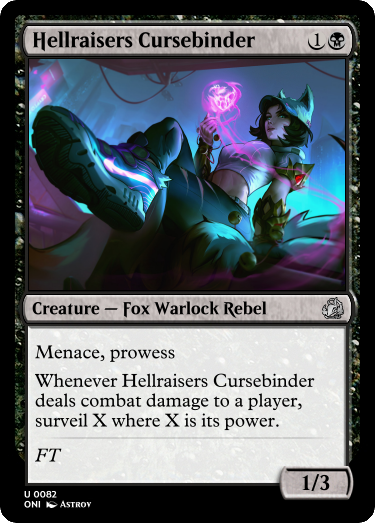 Hellraisers Cursebinder 1
Creature — Fox Warlock Rebel
Menace, prowess
Whenever Hellraisers Cursebinder
deals combat damage to a player,
surveil X where X is its power.
FT
1/3
U 0082
ONI Astrov